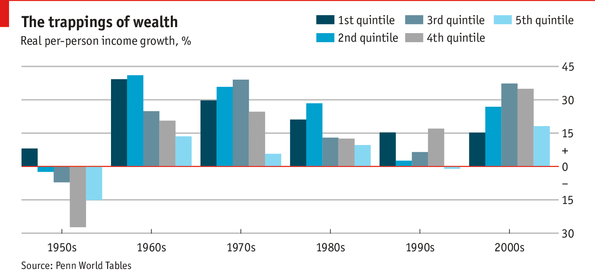 The trappings of wealth
Real per-person income growth, %
1st quintile 3rd quintile 5th quintile
2nd quintile 4th quintile
45
30
15
+
0
–
15
30
1950s 1960s 1970s 1980s 1990s 2000s
Source: Penn World Tables